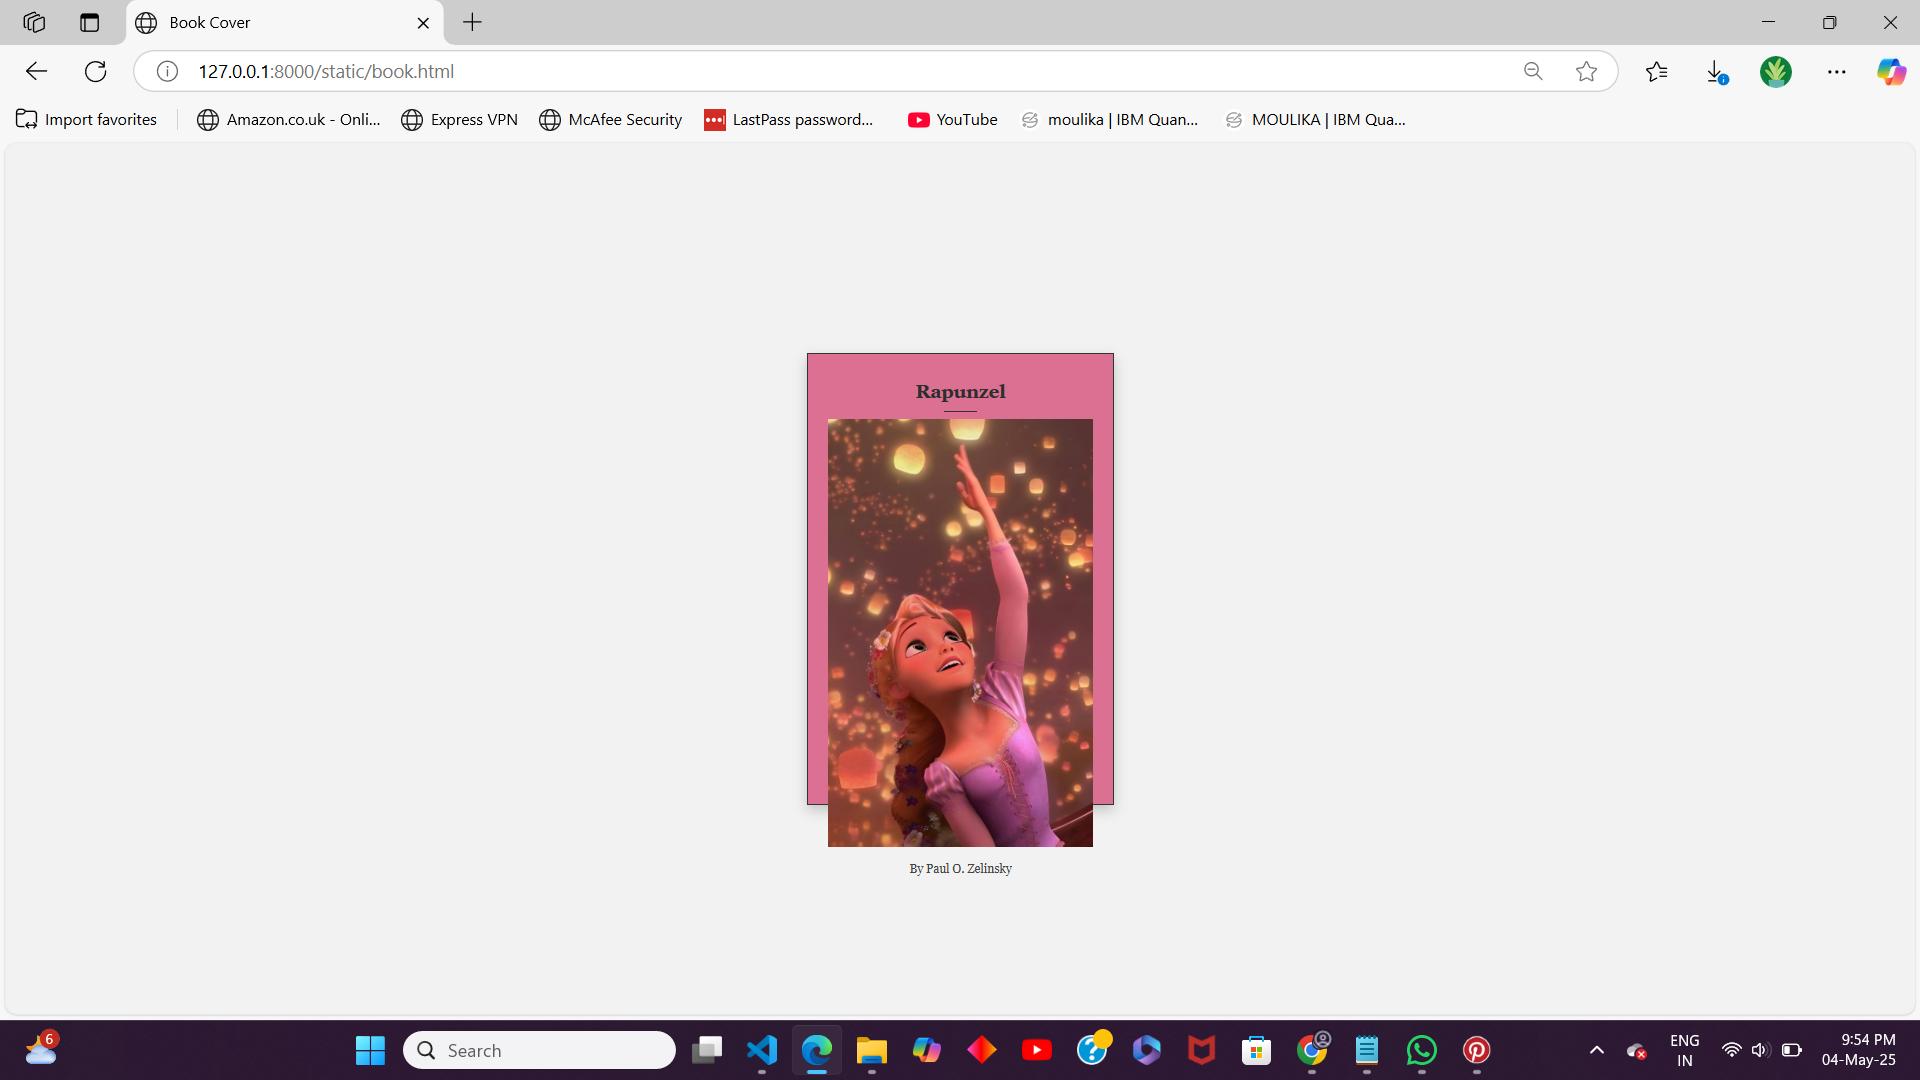 Book Cover
127.0.0.1:8000/static/book.html
Import favorites
Amazon.co.uk - Onli...
Express VPN
McAfee Security
LastPass password...
YouTube
moulika | IBM Quan...
MOULIKA | IBM Qua...
Rapunzel
By Paul O. Zelinsky
6
Search
ENG
IN
9:54 PM
04-May-25